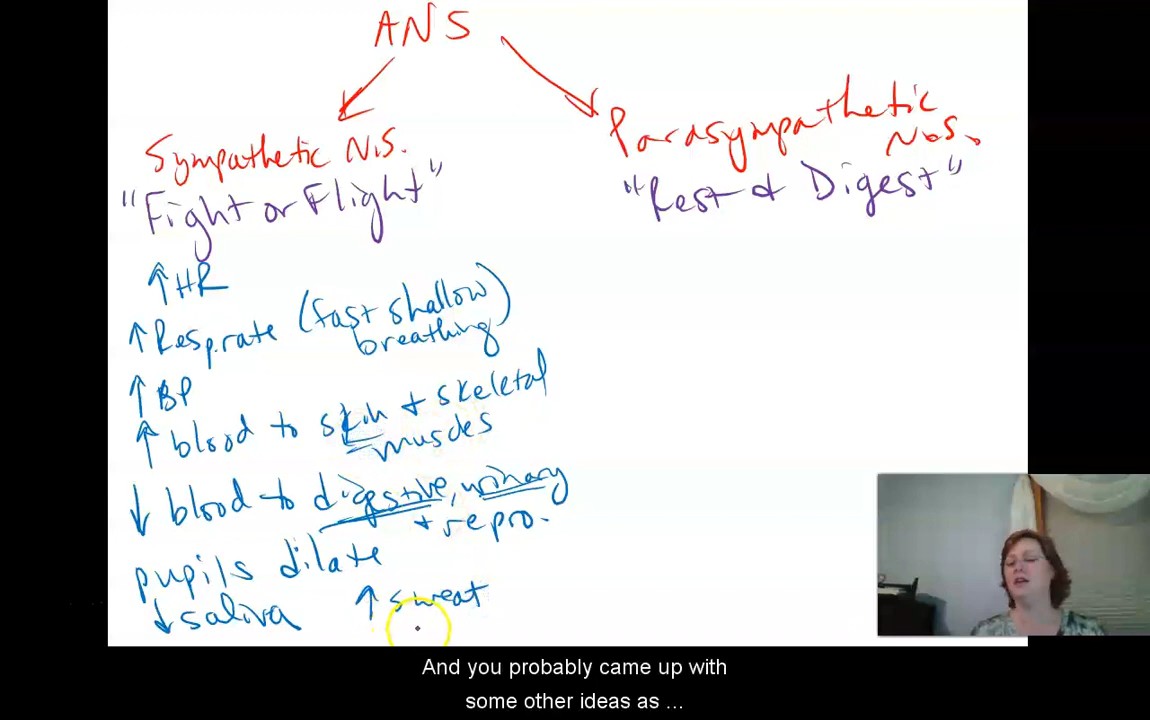 ANS
Sympathetic N.S.
"Fight or Flight"
↑ HR
↑ Resp. rate (fast shallow
breathing)
↑ BP
↑ blood to skin + skeletal
muscles
↓ blood to digestive, urinary
+ repro.
pupils dilate
↓ saliva ↑ sweat
Parasympathetic
N.S.
"Rest & Digest"
And you probably came up with
some other ideas as ...